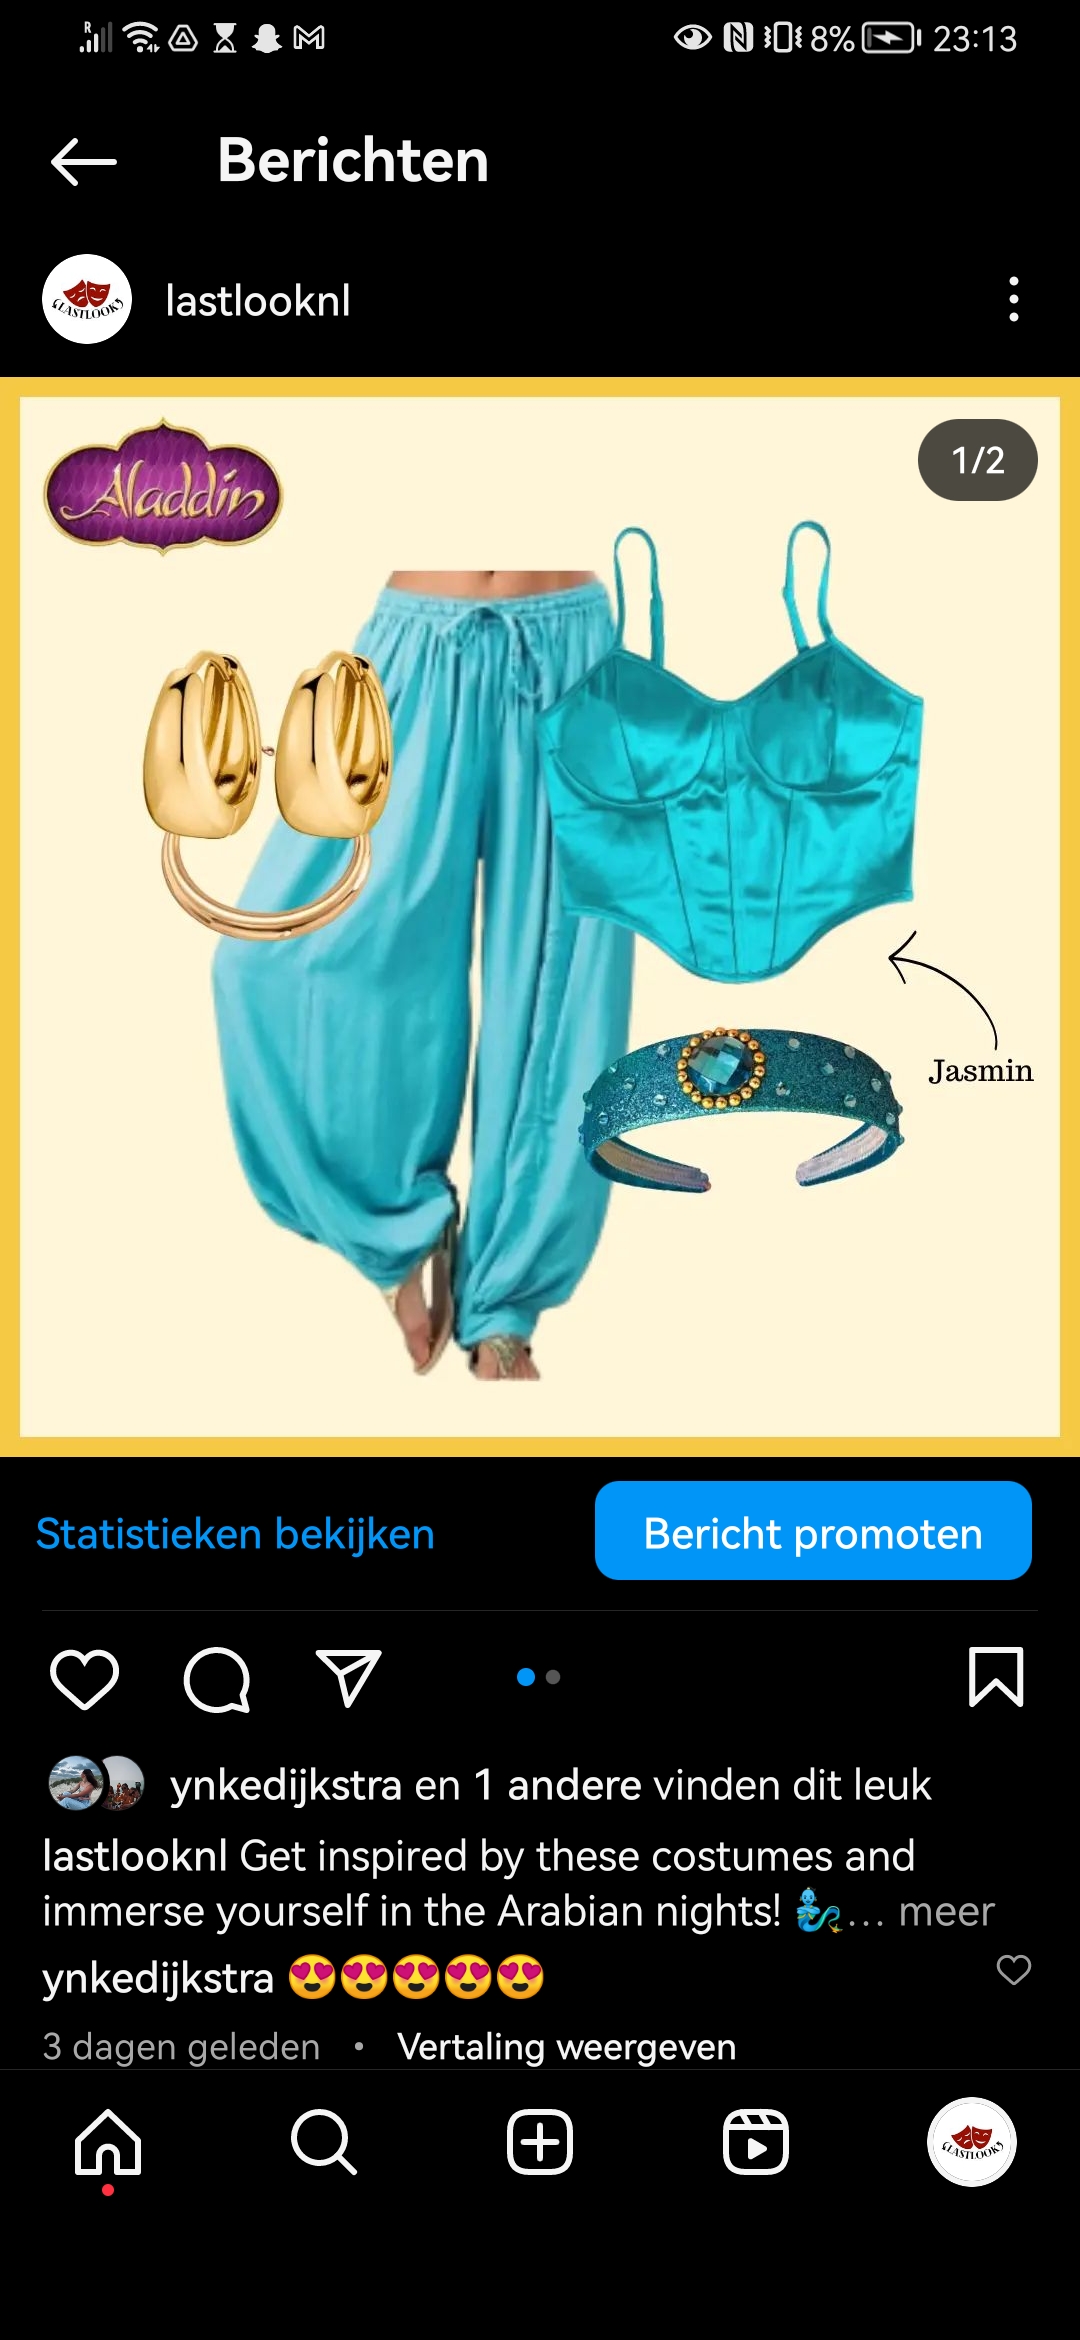 R 8% 23:13
Berichten
lastlooknl
Aladdin
1/2
Jasmin
Statistieken bekijken
Bericht promoten
ynkedijkstra en 1 andere vinden dit leuk
lastlooknl Get inspired by these costumes and
immerse yourself in the Arabian nights! 🧞‍♂️... meer
ynkedijkstra 😍😍😍😍😍
3 dagen geleden • Vertaling weergeven
LASTLOOK